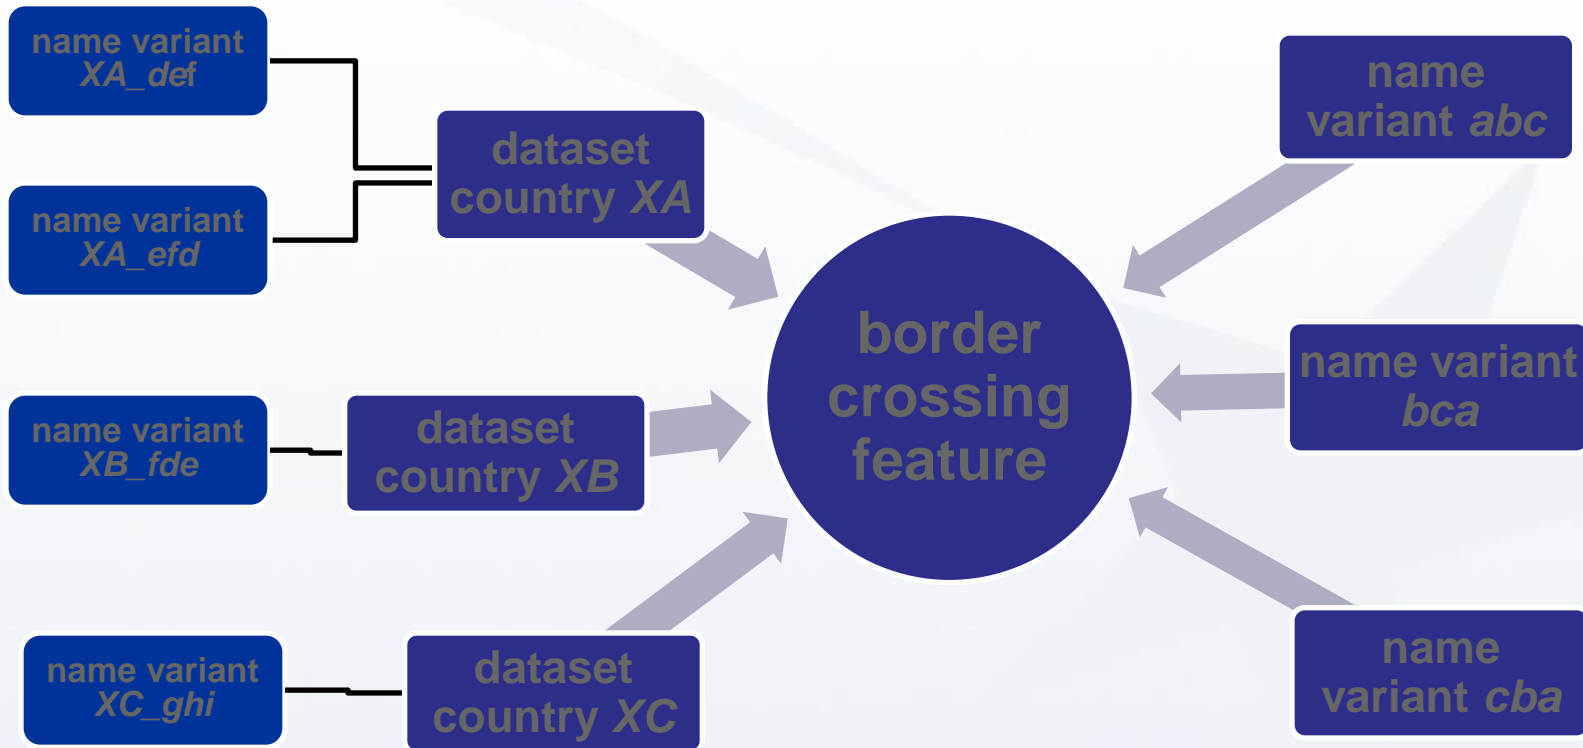 name variant
XA_def
name variant
XA_efd
dataset
country XA
name variant
XB_fde
dataset
country XB
name variant
XC_ghi
dataset
country XC
border
crossing
feature
name
variant abc
name variant
bca
name
variant cba